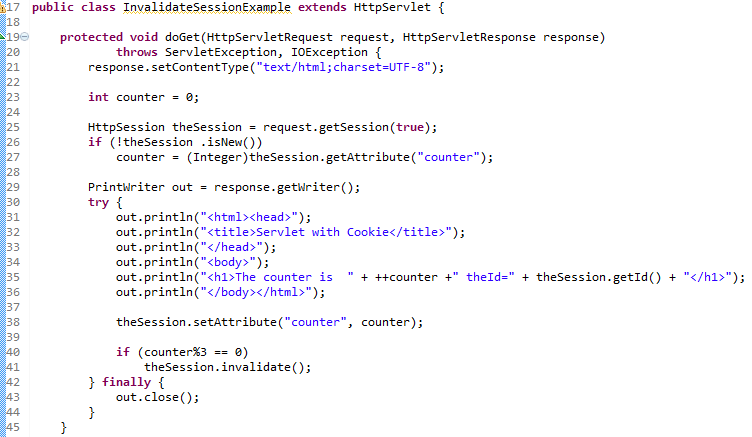 17 public class InvalidateSessionExample extends HttpServlet {
18
19 protected void doGet(HttpServletRequest request, HttpServletResponse response)
20 throws ServletException, IOException {
21 response.setContentType("text/html;charset=UTF-8");
22
23 int counter = 0;
24
25 HttpSession theSession = request.getSession(true);
26 if (!theSession .isNew())
27 counter = (Integer)theSession.getAttribute("counter");
28
29 PrintWriter out = response.getWriter();
30 try {
31 out.println("<html><head>");
32 out.println("<title>Servlet with Cookie</title>");
33 out.println("</head>");
34 out.println("<body>");
35 out.println("<h1>The counter is  " + ++counter +" theId=" + theSession.getId() + "</h1>");
36 out.println("</body></html>");
37
38 theSession.setAttribute("counter", counter);
39
40 if (counter%3 == 0)
41 theSession.invalidate();
42 } finally {
43 out.close();
44 }
45 }